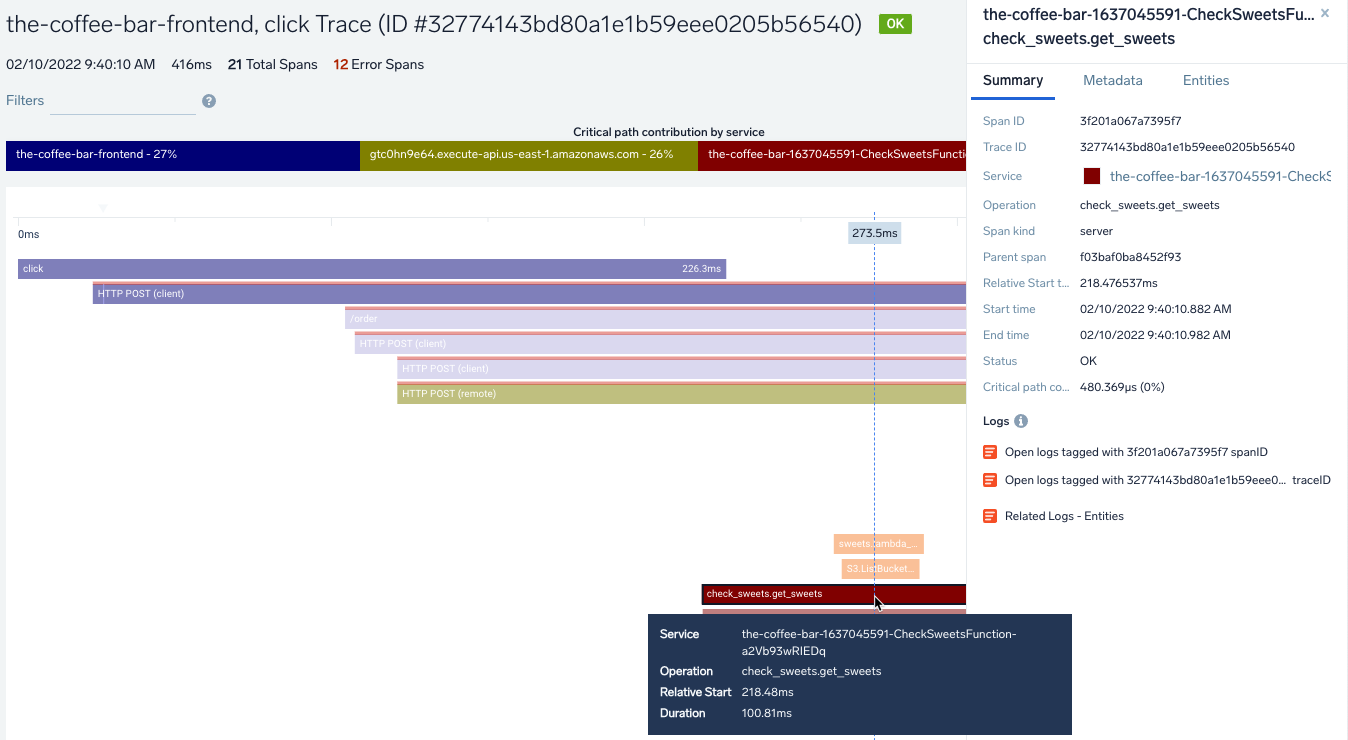 the-coffee-bar-frontend, click Trace (ID #32774143bd80a1e1b59eee0205b56540) OK
02/10/2022 9:40:10 AM 416ms 21 Total Spans 12 Error Spans
Filters ?
Critical path contribution by service
the-coffee-bar-frontend - 27% gtc0hn9e64.execute-api.us-east-1.amazonaws.com - 26% the-coffee-bar-1637045591-CheckSweetsFuncti
0ms
273.5ms
click 226.3ms
HTTP POST (client)
/order
HTTP POST (client)
HTTP POST (client)
HTTP POST (remote)
sweets.lambda_...
S3.ListBucket...
check_sweets.get_sweets
Service the-coffee-bar-1637045591-CheckSweetsFunction-
a2Vb93wRIEDq
Operation check_sweets.get_sweets
Relative Start 218.48ms
Duration 100.81ms
the-coffee-bar-1637045591-CheckSweetsFu... ×
check_sweets.get_sweets
Summary Metadata Entities
Span ID 3f201a067a7395f7
Trace ID 32774143bd80a1e1b59eee0205b56540
Service the-coffee-bar-1637045591-CheckS
Operation check_sweets.get_sweets
Span kind server
Parent span f03baf0ba8452f93
Relative Start t... 218.476537ms
Start time 02/10/2022 9:40:10.882 AM
End time 02/10/2022 9:40:10.982 AM
Status OK
Critical path co... 480.369µs (0%)
Logs i
Open logs tagged with 3f201a067a7395f7 spanID
Open logs tagged with 32774143bd80a1e1b59eee0... traceID
Related Logs - Entities